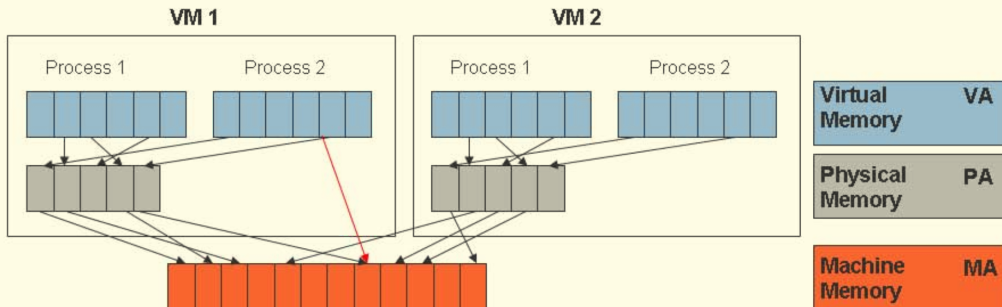 VM 1
VM 2
Process 1
Process 2
Process 1
Process 2
Virtual VA
Memory
Physical PA
Memory
Machine MA
Memory